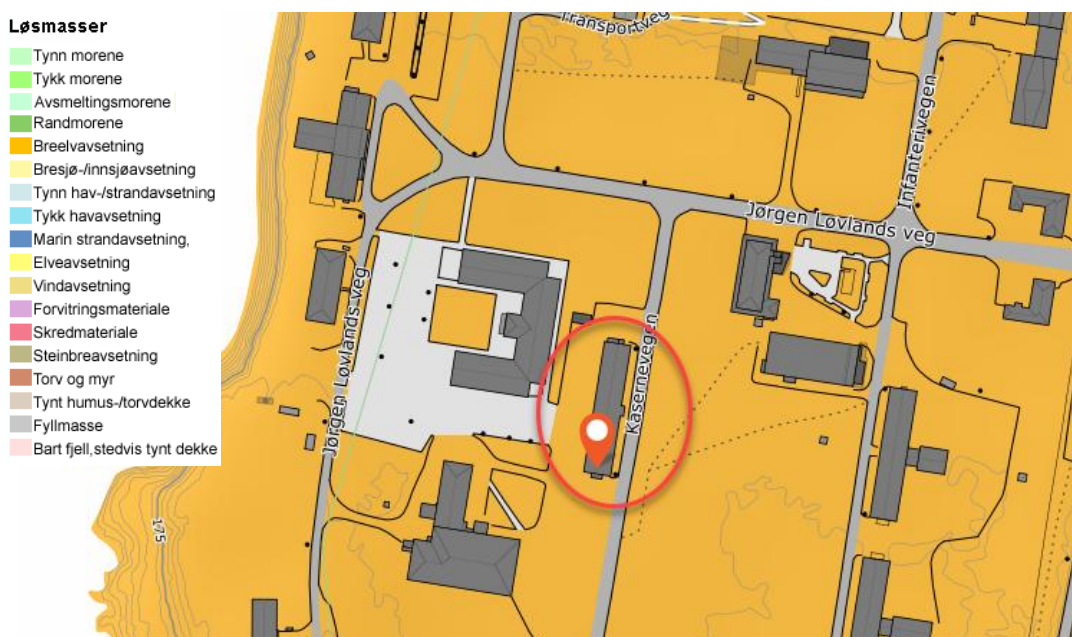 Løsmasser
Tynn morene
Tykk morene
Avsmeltingsmorene
Randmorene
Breelvavsetning
Bresjø-/innsjøavsetning
Tynn hav-/strandavsetning
Tykk havavsetning
Marin strandavsetning,
Elveavsetning
Vindavsetning
Forvitringsmateriale
Skredmateriale
Steinbreavsetning
Torv og myr
Tynt humus-/torvdekke
Fyllmasse
Bart fjell,stedvis tynt dekke
Transportveg
Infanterivegen
Jørgen Løvlands veg
Jørgen Løvlands veg
Kasernevegen
175